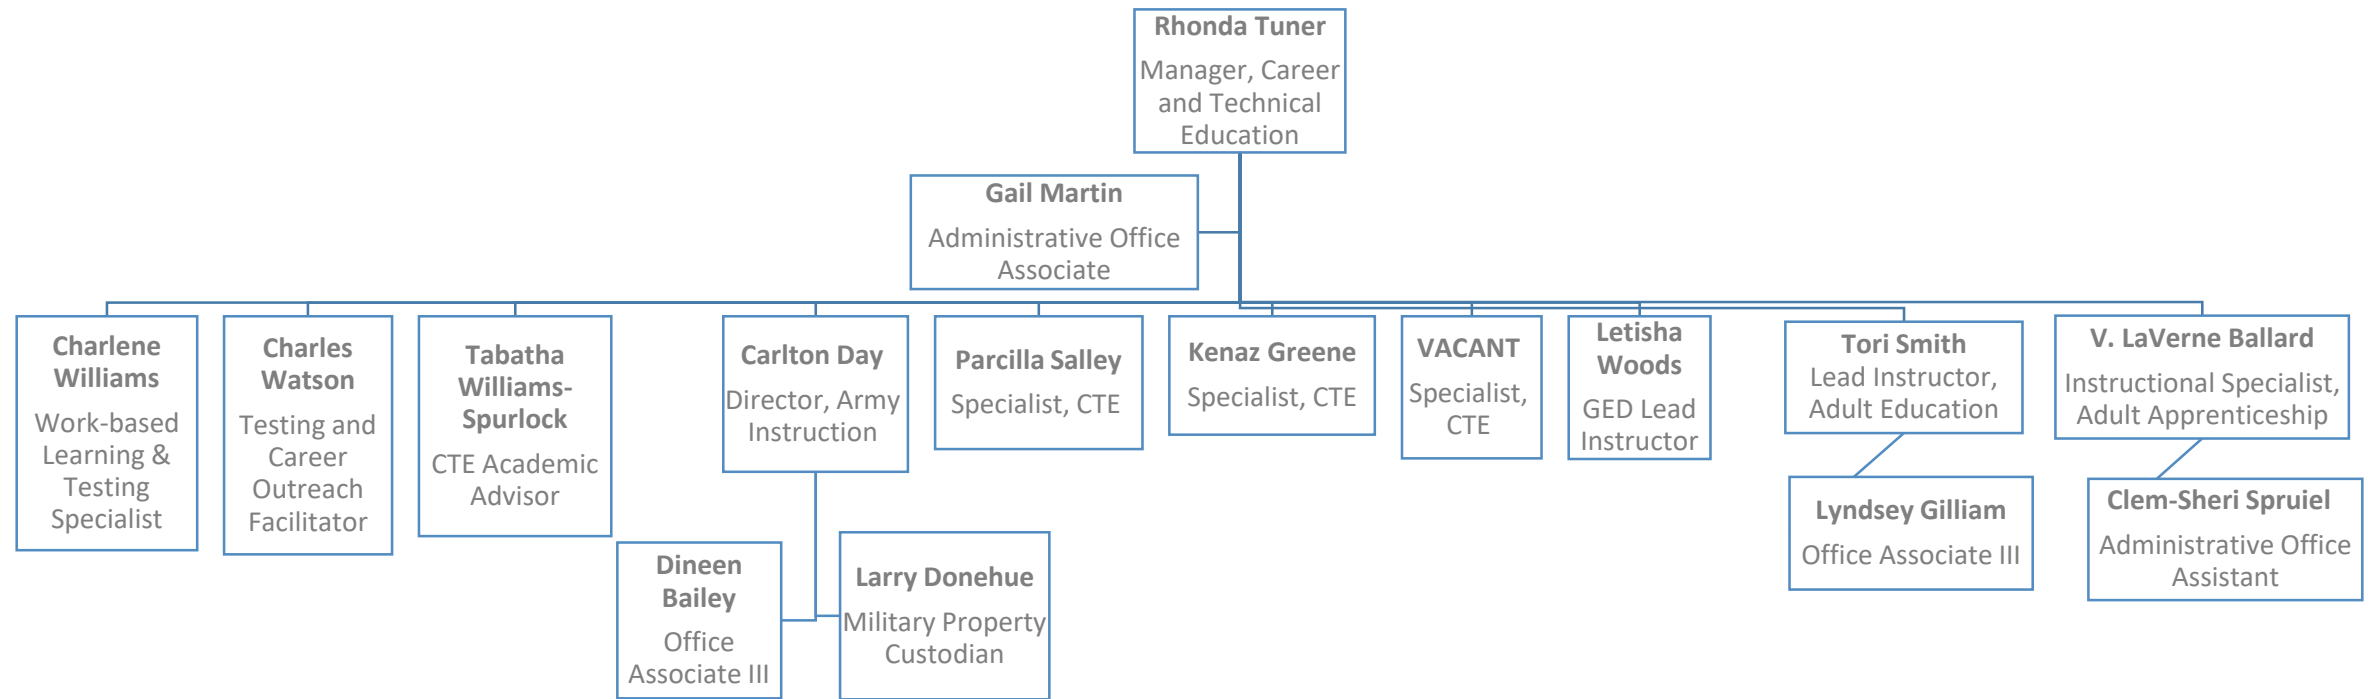 Rhonda Tuner
Manager, Career
and Technical
Education
Gail Martin
Administrative Office
Associate
Charlene
Williams
Work-based
Learning &
Testing
Specialist
Charles
Watson
Testing and
Career
Outreach
Facilitator
Tabatha
Williams-
Spurlock
CTE Academic
Advisor
Carlton Day
Director, Army
Instruction
Parcilla Salley
Specialist, CTE
Kenaz Greene
Specialist, CTE
VACANT
Specialist,
CTE
Letisha
Woods
GED Lead
Instructor
Tori Smith
Lead Instructor,
Adult Education
V. LaVerne Ballard
Instructional Specialist,
Adult Apprenticeship
Dineen
Bailey
Office
Associate III
Larry Donehue
Military Property
Custodian
Lyndsey Gilliam
Office Associate III
Clem-Sheri Spruiel
Administrative Office
Assistant